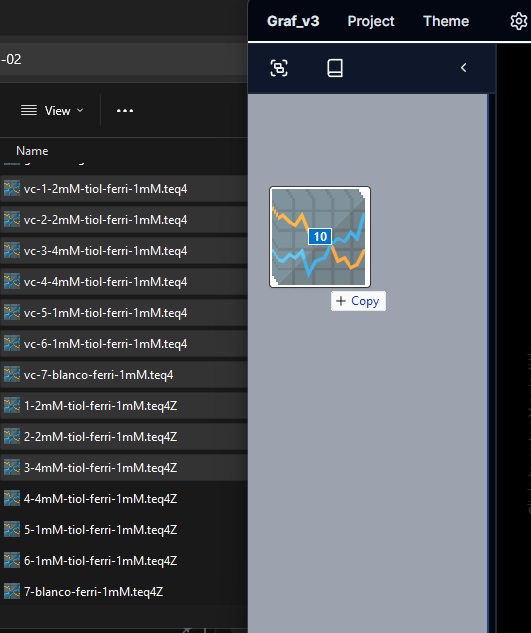 Graf_v3 Project Theme
-02
View
Name
vc-1-2mM-tiol-ferri-1mM.teq4
vc-2-2mM-tiol-ferri-1mM.teq4
vc-3-4mM-tiol-ferri-1mM.teq4
vc-4-4mM-tiol-ferri-1mM.teq4
vc-5-1mM-tiol-ferri-1mM.teq4
vc-6-1mM-tiol-ferri-1mM.teq4
vc-7-blanco-ferri-1mM.teq4
1-2mM-tiol-ferri-1mM.teq4Z
2-2mM-tiol-ferri-1mM.teq4Z
3-4mM-tiol-ferri-1mM.teq4Z
4-4mM-tiol-ferri-1mM.teq4Z
5-1mM-tiol-ferri-1mM.teq4Z
6-1mM-tiol-ferri-1mM.teq4Z
7-blanco-ferri-1mM.teq4Z
10
+ Copy